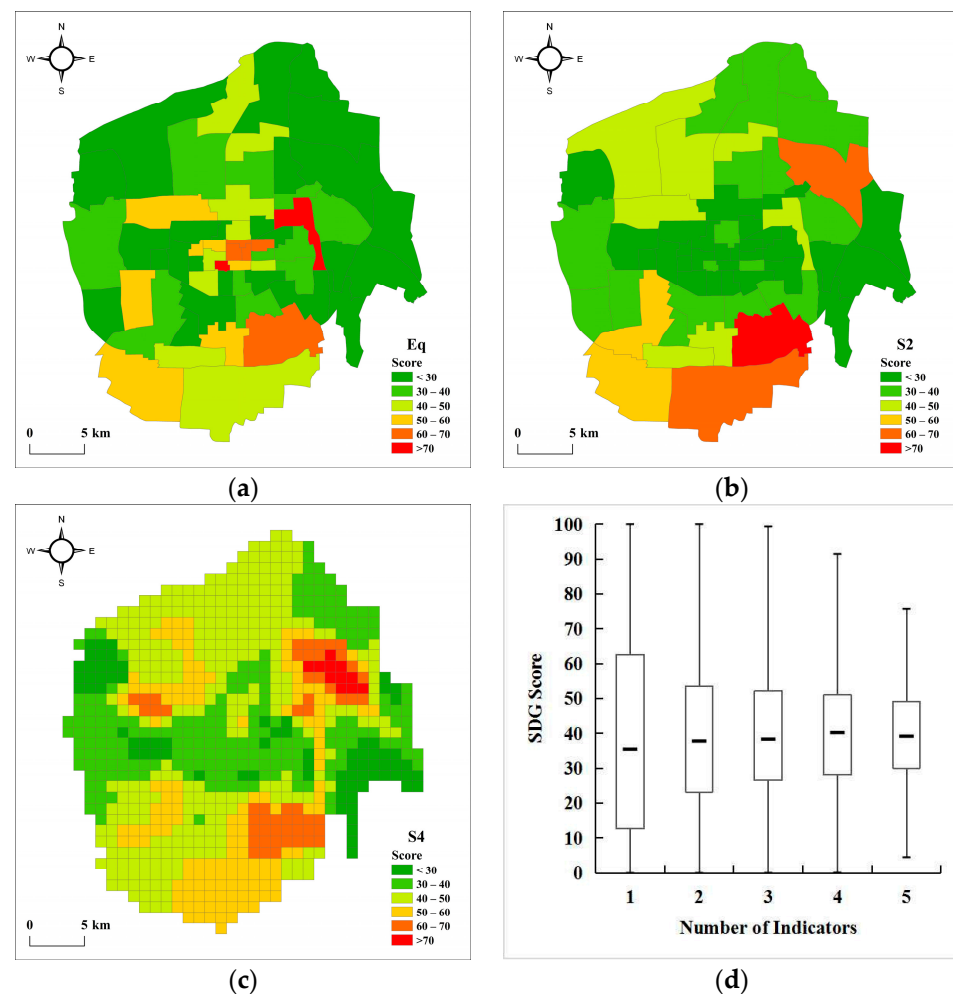 N
W E
S
Eq
Score
< 30
30 – 40
40 – 50
50 – 60
60 – 70
>70
0 5 km
(a)
N
W E
S
S2
Score
< 30
30 – 40
40 – 50
50 – 60
60 – 70
>70
0 5 km
(b)
N
W E
S
S4
Score
< 30
30 – 40
40 – 50
50 – 60
60 – 70
>70
0 5 km
(c)
100
90
80
70
60
50
40
30
20
10
0
SDG Score
1 2 3 4 5
Number of Indicators
(d)